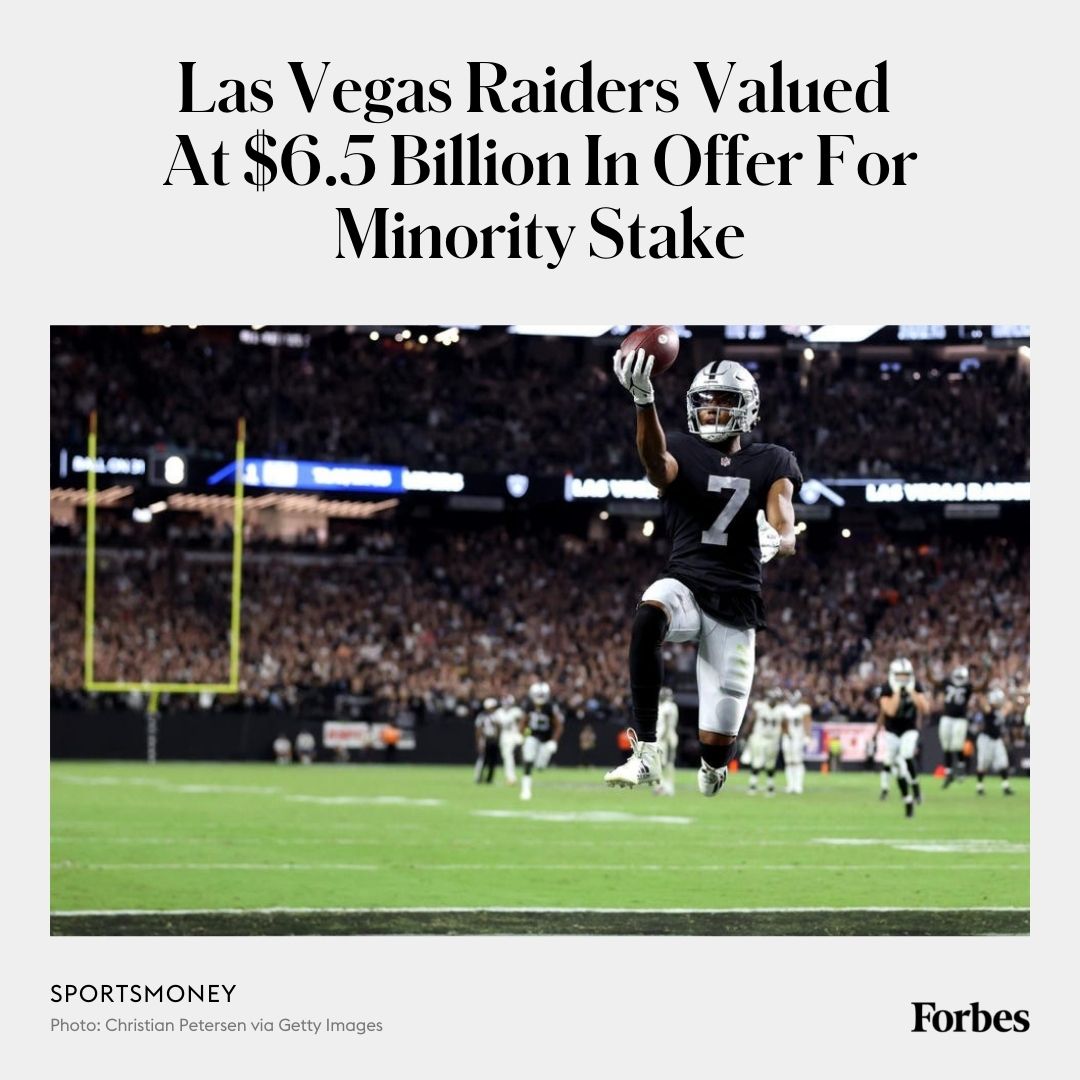 Las Vegas Raiders Valued
At $6.5 Billion In Offer For
Minority Stake
7
LAS VEGAS RAIDE
SPORTSMONEY
Photo: Christian Petersen via Getty Images
Forbes